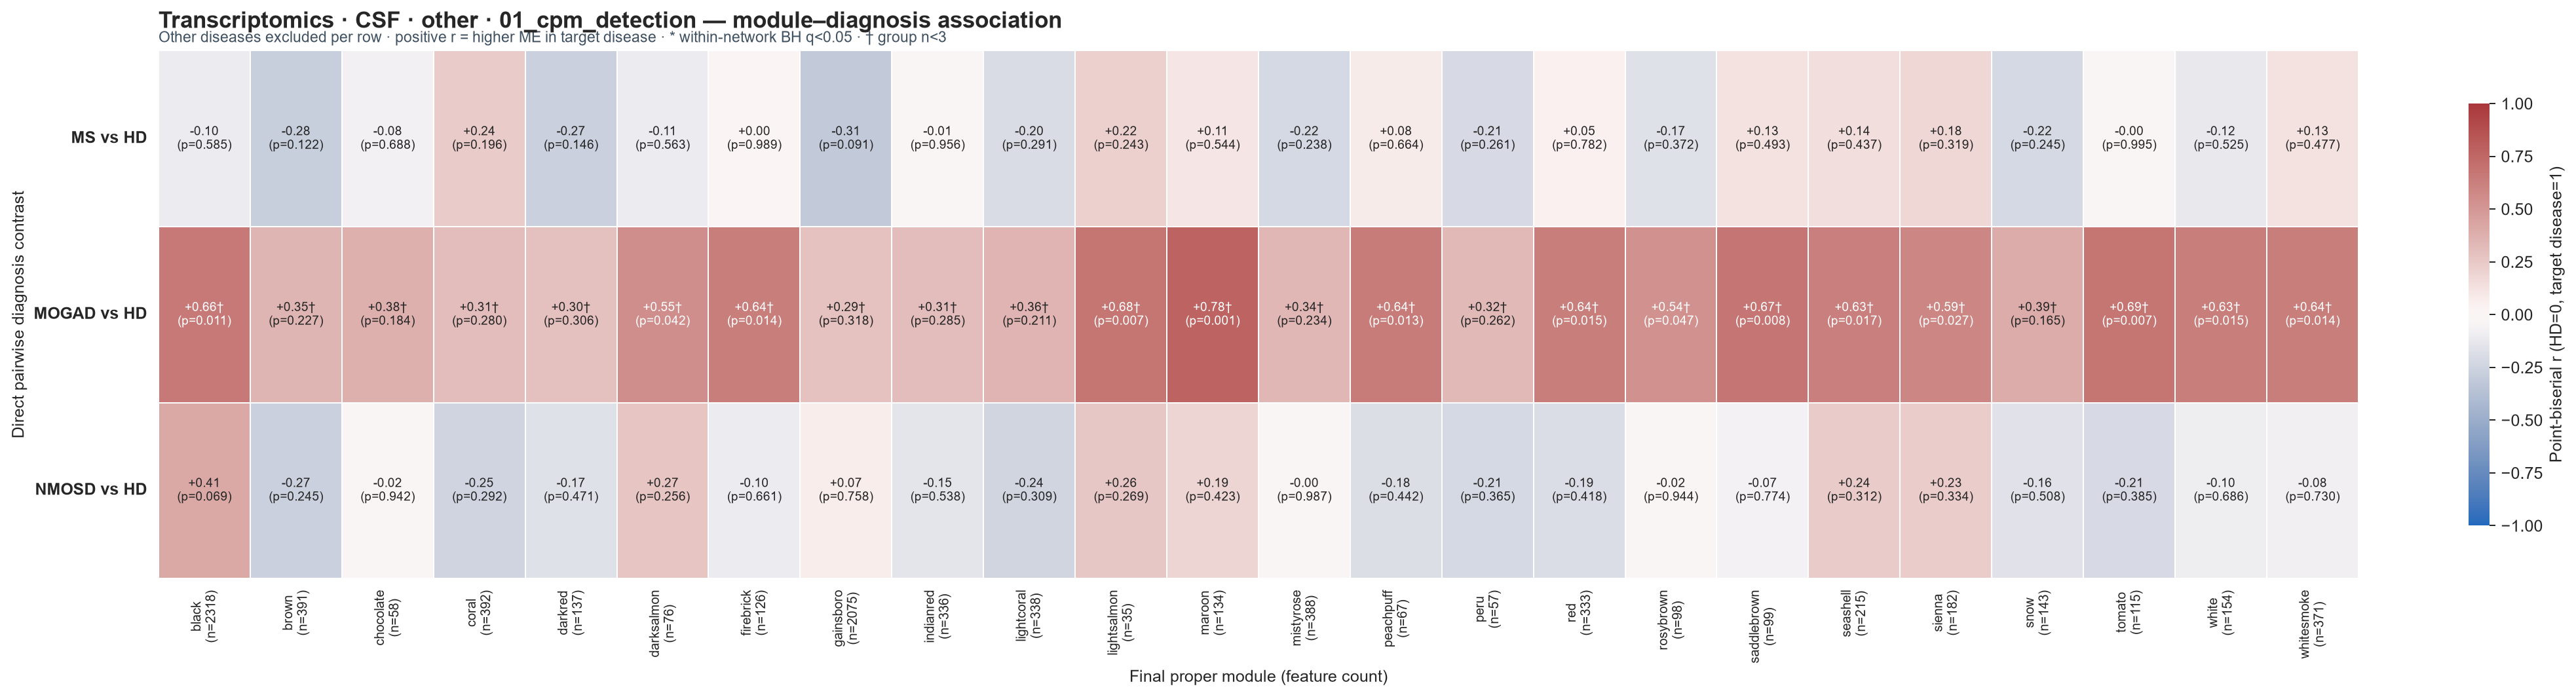 Transcriptomics · CSF · other · 01_cpm_detection — module–diagnosis association
Other diseases excluded per row · positive r = higher ME in target disease · * within-network BH q<0.05 · † group n<3
Direct pairwise diagnosis contrast
MS vs HD
-0.10 -0.28 -0.08 +0.24 -0.27 -0.11 +0.00 -0.31 -0.01 -0.20 +0.22 +0.11 -0.22 +0.08 -0.21 +0.05 -0.17 +0.13 +0.14 +0.18 -0.22 -0.00 -0.12 +0.13
(p=0.585) (p=0.122) (p=0.688) (p=0.196) (p=0.146) (p=0.563) (p=0.989) (p=0.091) (p=0.956) (p=0.291) (p=0.243) (p=0.544) (p=0.238) (p=0.664) (p=0.261) (p=0.782) (p=0.372) (p=0.493) (p=0.437) (p=0.319) (p=0.245) (p=0.995) (p=0.525) (p=0.477)
MOGAD vs HD
+0.66† +0.35† +0.38† +0.31† +0.30† +0.55† +0.64† +0.29† +0.31† +0.36† +0.68† +0.78† +0.34† +0.64† +0.32† +0.64† +0.54† +0.67† +0.63† +0.59† +0.39† +0.69† +0.63† +0.64†
(p=0.011) (p=0.227) (p=0.184) (p=0.280) (p=0.306) (p=0.042) (p=0.014) (p=0.318) (p=0.285) (p=0.211) (p=0.007) (p=0.001) (p=0.234) (p=0.013) (p=0.262) (p=0.015) (p=0.047) (p=0.008) (p=0.017) (p=0.027) (p=0.165) (p=0.007) (p=0.015) (p=0.014)
NMOSD vs HD
+0.41 -0.27 -0.02 -0.25 -0.17 +0.27 -0.10 +0.07 -0.15 -0.24 +0.26 +0.19 -0.00 -0.18 -0.21 -0.19 -0.02 -0.07 +0.24 +0.23 -0.16 -0.21 -0.10 -0.08
(p=0.069) (p=0.245) (p=0.942) (p=0.292) (p=0.471) (p=0.256) (p=0.661) (p=0.758) (p=0.538) (p=0.309) (p=0.269) (p=0.423) (p=0.987) (p=0.442) (p=0.365) (p=0.418) (p=0.944) (p=0.774) (p=0.312) (p=0.334) (p=0.508) (p=0.385) (p=0.686) (p=0.730)
black
(n=2318)
brown
(n=391)
chocolate
(n=58)
coral
(n=392)
darkred
(n=137)
darksalmon
(n=76)
firebrick
(n=126)
gainsboro
(n=2075)
indianred
(n=336)
lightcoral
(n=338)
lightsalmon
(n=35)
maroon
(n=134)
mistyrose
(n=388)
peachpuff
(n=67)
peru
(n=57)
red
(n=333)
rosybrown
(n=98)
saddlebrown
(n=99)
seashell
(n=215)
sienna
(n=182)
snow
(n=143)
tomato
(n=115)
white
(n=154)
whitesmoke
(n=371)
Final proper module (feature count)
1.00
0.75
0.50
0.25
0.00
−0.25
−0.50
−0.75
−1.00
Point-biserial r (HD=0, target disease=1)